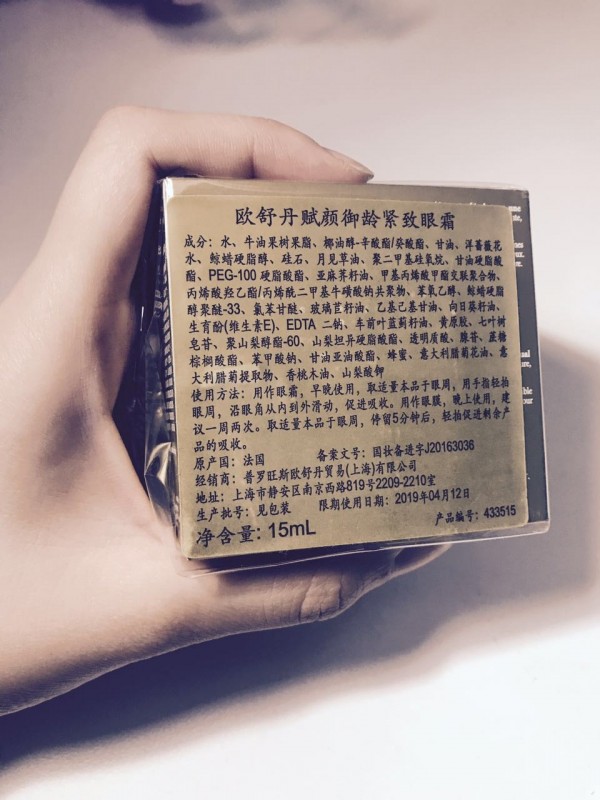 欧舒丹赋颜御龄紧致眼霜
成分：水、牛油果树果脂、椰油醇-辛酸酯/癸酸酯、甘油、洋蔷薇花
水、鲸蜡硬脂醇、硅石、月见草油、聚二甲基硅氧烷、甘油硬脂酸
酯、PEG-100 硬脂酸酯、亚麻荠籽油、甲基丙烯酸甲酯交联聚合物、
丙烯酸羟乙酯/丙烯酰二甲基牛磺酸钠共聚物、苯氧乙醇、鲸蜡硬脂
醇聚醚-33、氯苯甘醚、玻璃苣籽油、乙基己基甘油、向日葵籽油、
生育酚(维生素E)、EDTA 二钠、车前叶蓝蓟籽油、黄原胶、七叶树
皂苷、聚山梨醇酯-60、山梨坦异硬脂酸酯、透明质酸、腺苷、蔗糖
棕榈酸酯、苯甲酸钠、甘油亚油酸酯、蜂蜜、意大利腊菊花油、意
大利腊菊提取物、香桃木油、山梨酸钾
使用方法：用作眼霜，早晚使用，取适量本品于眼周，用手指轻拍
眼周，沿眼角从内到外滑动，促进吸收。用作眼膜，晚上使用，建
议一周两次。取适量本品于眼周，停留5分钟后，轻拍促进剩余产
品的吸收。
原产国：法国 备案文号：国妆备进字J20163036
经销商：普罗旺斯欧舒丹贸易(上海)有限公司
地址：上海市静安区南京西路819号2209-2210室
生产批号：见包装 限期使用日期：2019年04月12日
净含量：15mL 产品编号：433515